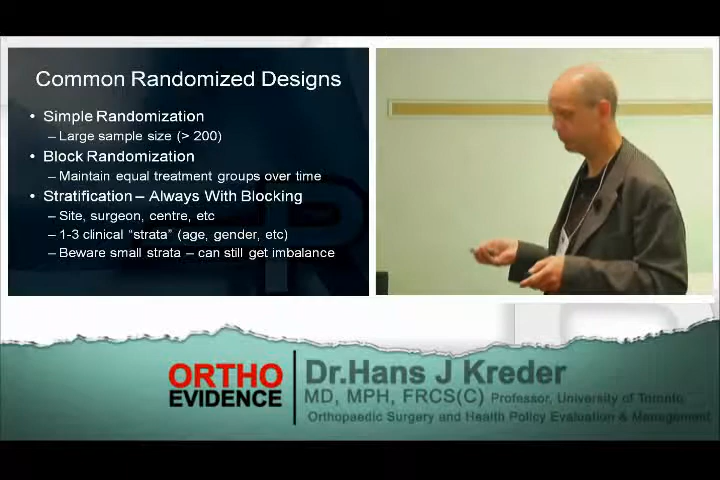 Common Randomized Designs
• Simple Randomization
– Large sample size (> 200)
• Block Randomization
– Maintain equal treatment groups over time
• Stratification – Always With Blocking
– Site, surgeon, centre, etc
– 1-3 clinical “strata” (age, gender, etc)
– Beware small strata – can still get imbalance
ORTHO
EVIDENCE
Dr.Hans J Kreder
MD, MPH, FRCS(C) Professor, University of Toronto
Orthopaedic Surgery and Health Policy Evaluation & Management